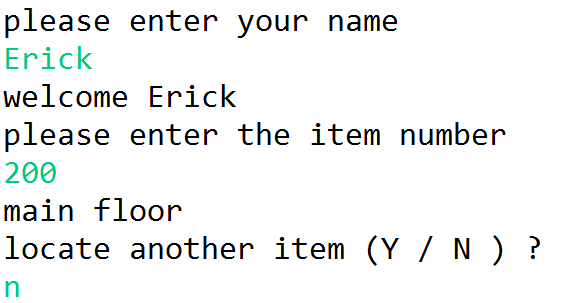 please enter your name
Erick
welcome Erick
please enter the item number
200
main floor
locate another item (Y / N ) ?
n